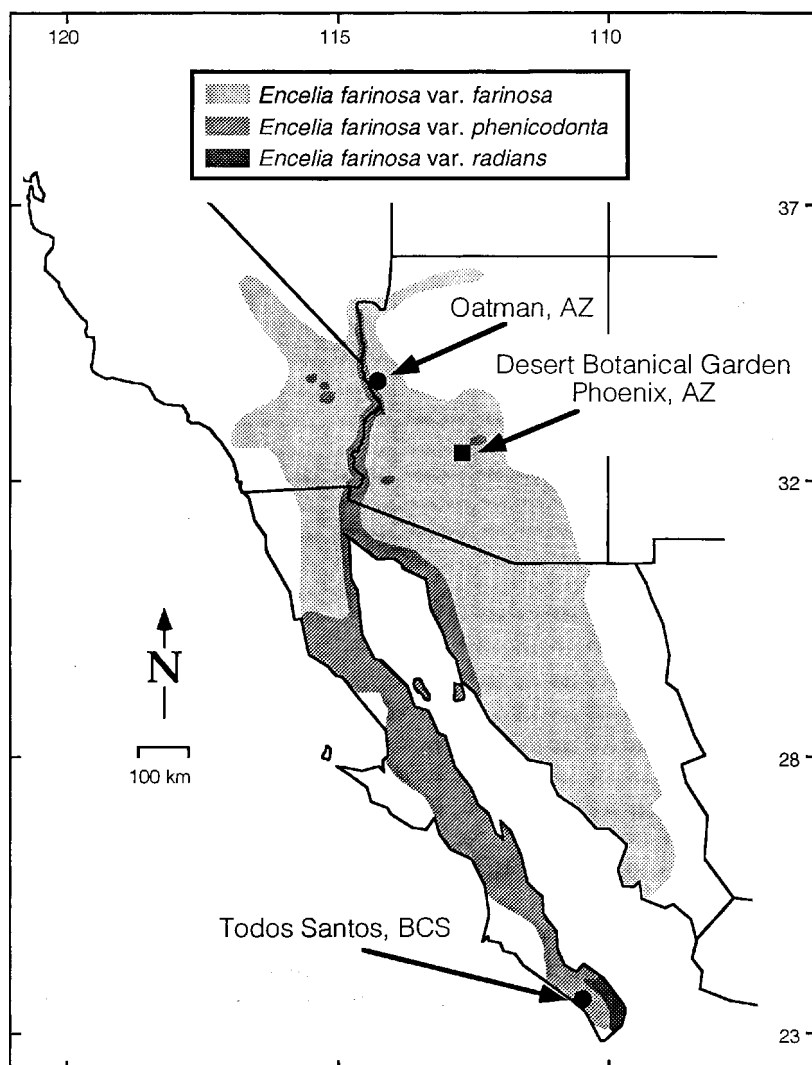 120
115
110
Encelia farinosa var. farinosa
Encelia farinosa var. phenicodonta
Encelia farinosa var. radians
37
Oatman, AZ
Desert Botanical Garden
Phoenix, AZ
32
N
28
100 km
Todos Santos, BCS
23